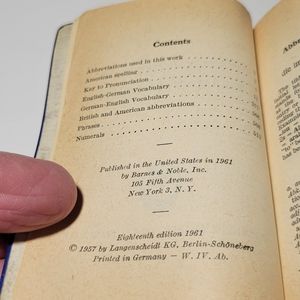 Contents
Abbreviations used in this work
American spelling
Key to Pronunciation
English-German Vocabulary
German-English Vocabulary
British and American abbreviations
Phrases
Numerals
Published in the United States in 1961
by Barnes & Noble, Inc.
105 Fifth Avenue
New York 3, N. Y.
Eighteenth edition 1961
© 1957 by Langenscheidt KG, Berlin-Schöneberg
Printed in Germany — W. IV. Ab.